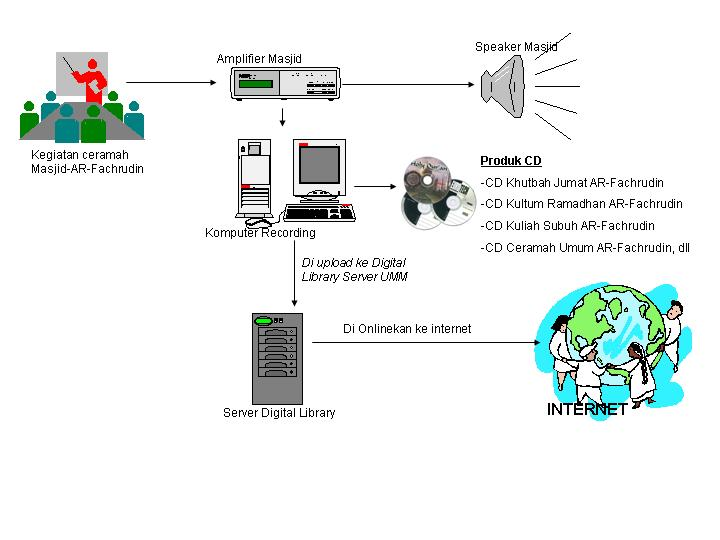 Speaker Masjid
Amplifier Masjid
Kegiatan ceramah
Masjid-AR-Fachrudin
Produk CD
-CD Khutbah Jumat AR-Fachrudin
-CD Kultum Ramadhan AR-Fachrudin
-CD Kuliah Subuh AR-Fachrudin
-CD Ceramah Umum AR-Fachrudin, dll
Komputer Recording
Di upload ke Digital
Library Server UMM
Di Onlinekan ke internet
Server Digital Library
INTERNET